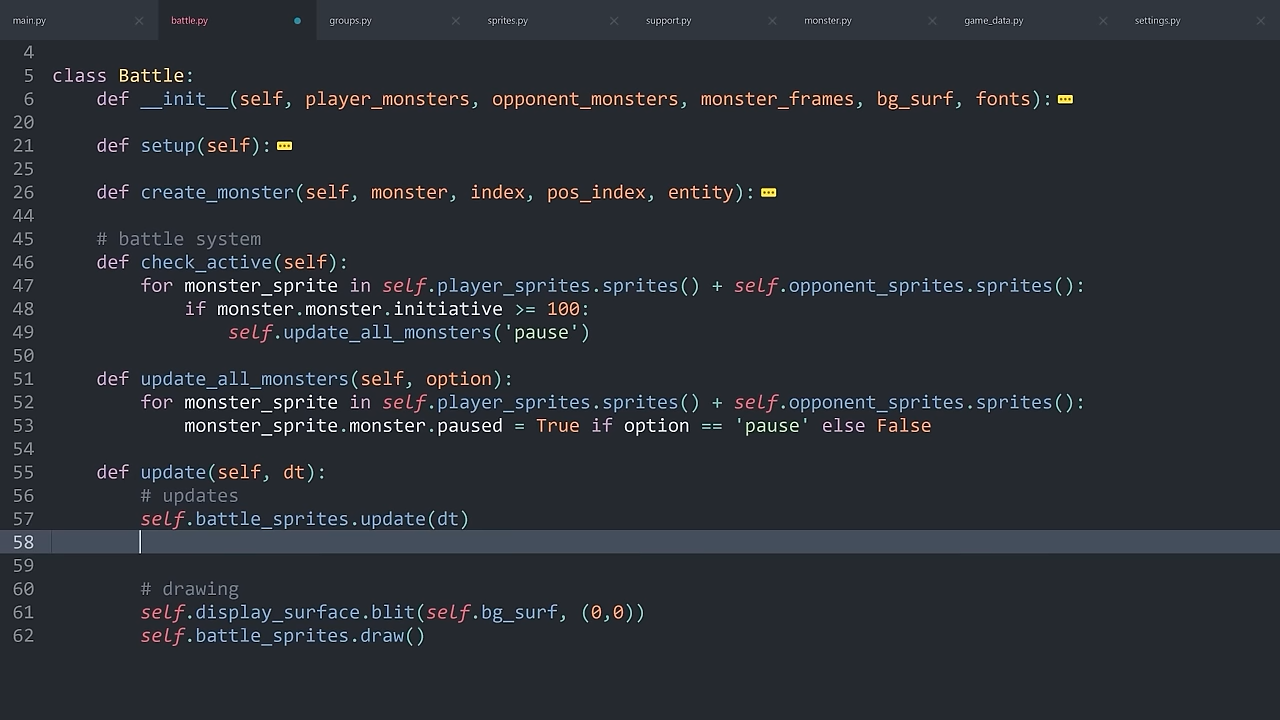 main.py battle.py groups.py sprites.py support.py monster.py game_data.py settings.py
4
5 class Battle:
6     def __init__(self, player_monsters, opponent_monsters, monster_frames, bg_surf, fonts):
20
21     def setup(self):
25
26     def create_monster(self, monster, index, pos_index, entity):
44
45     # battle system
46     def check_active(self):
47         for monster_sprite in self.player_sprites.sprites() + self.opponent_sprites.sprites():
48             if monster.monster.initiative >= 100:
49                 self.update_all_monsters('pause')
50
51     def update_all_monsters(self, option):
52         for monster_sprite in self.player_sprites.sprites() + self.opponent_sprites.sprites():
53             monster_sprite.monster.paused = True if option == 'pause' else False
54
55     def update(self, dt):
56         # updates
57         self.battle_sprites.update(dt)
58
59
60         # drawing
61         self.display_surface.blit(self.bg_surf, (0,0))
62         self.battle_sprites.draw()